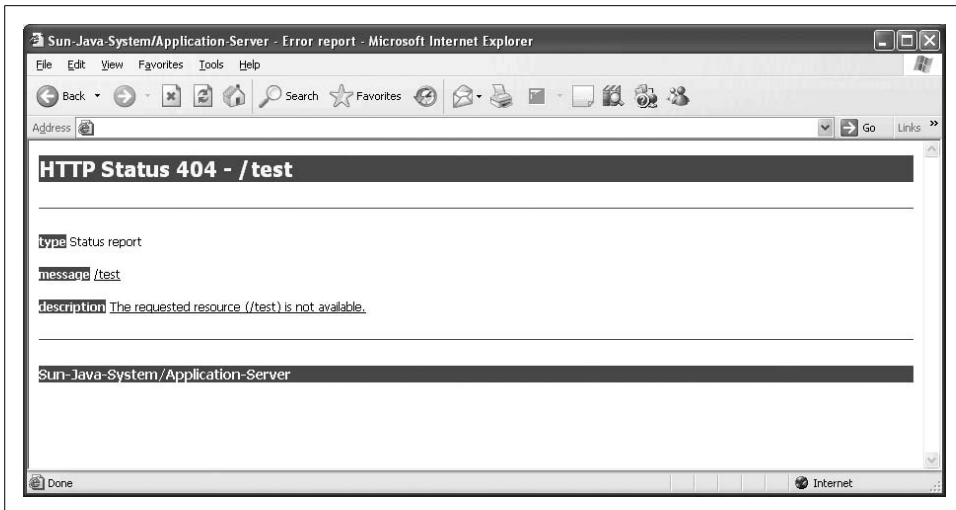 Sun-Java-System/Application-Server - Error report - Microsoft Internet Explorer
File Edit View Favorites Tools Help
Back Search Favorites
Address Go Links »
HTTP Status 404 - /test
type Status report
message /test
description The requested resource (/test) is not available.
Sun-Java-System/Application-Server
Done Internet